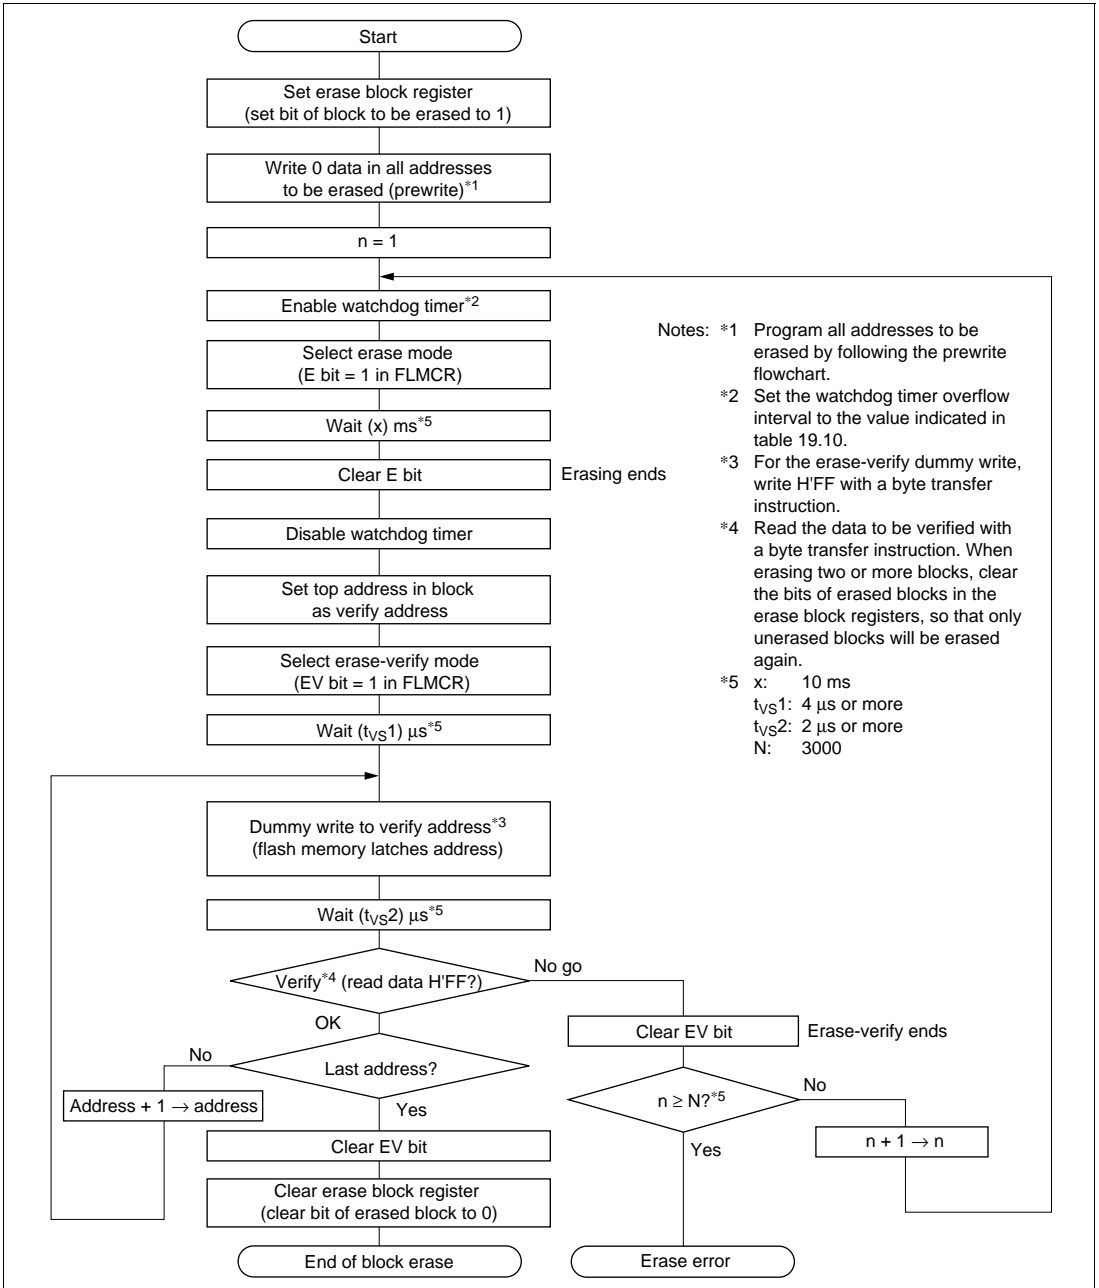 Start
Set erase block register
(set bit of block to be erased to 1)
Write 0 data in all addresses
to be erased (prewrite)*1
n = 1
Enable watchdog timer*2
Select erase mode
(E bit = 1 in FLMCR)
Wait (x) ms*5
Clear E bit
Erasing ends
Disable watchdog timer
Set top address in block
as verify address
Select erase-verify mode
(EV bit = 1 in FLMCR)
Wait (tVS1) μs*5
Dummy write to verify address*3
(flash memory latches address)
Wait (tVS2) μs*5
Verify*4 (read data H'FF?)
No go
OK
Last address?
No
Address + 1 → address
Yes
Clear EV bit
Clear erase block register
(clear bit of erased block to 0)
End of block erase
Clear EV bit
Erase-verify ends
n ≥ N?*5
No
n + 1 → n
Yes
Erase error
Notes: *1 Program all addresses to be
erased by following the prewrite
flowchart.
*2 Set the watchdog timer overflow
interval to the value indicated in
table 19.10.
*3 For the erase-verify dummy write,
write H'FF with a byte transfer
instruction.
*4 Read the data to be verified with
a byte transfer instruction. When
erasing two or more blocks, clear
the bits of erased blocks in the
erase block registers, so that only
unerased blocks will be erased
again.
*5 x: 10 ms
tVS1: 4 μs or more
tVS2: 2 μs or more
N: 3000